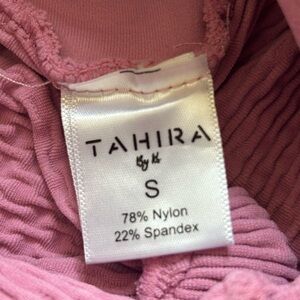 TAHIRA
S
78% Nylon
22% Spandex